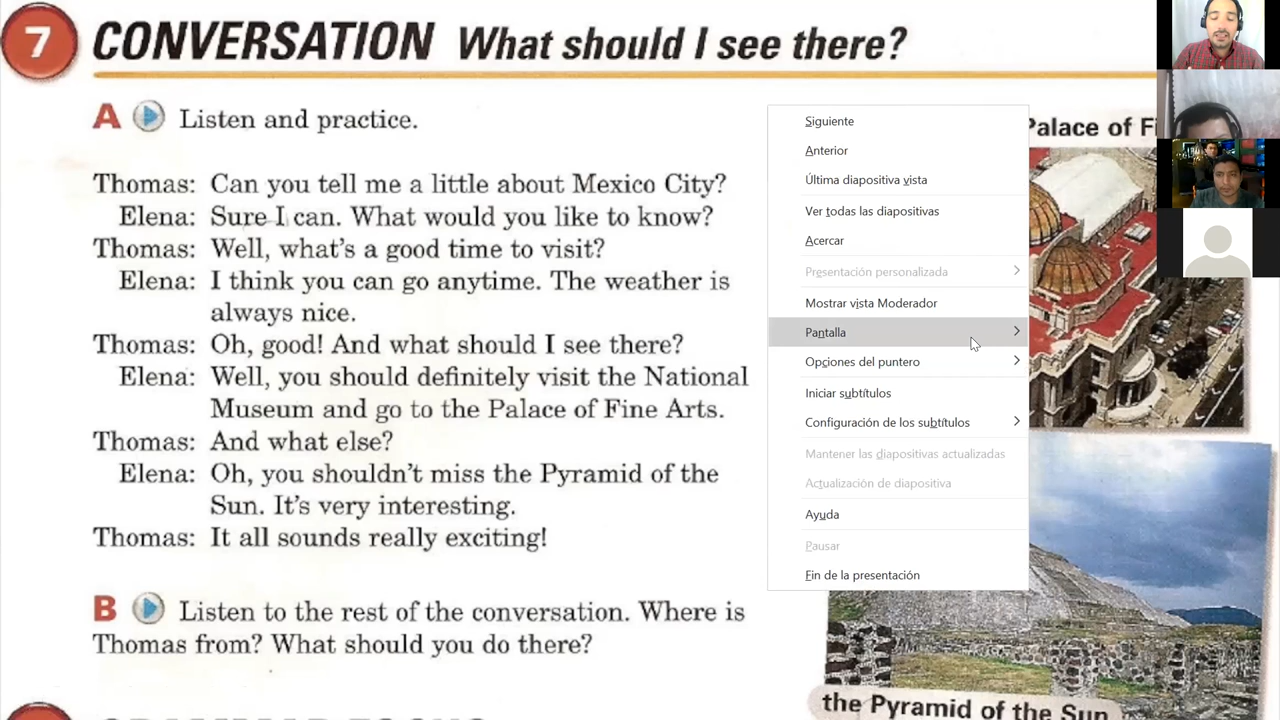 7 CONVERSATION What should I see there?
A Listen and practice.
Thomas: Can you tell me a little about Mexico City?
Elena: Sure I can. What would you like to know?
Thomas: Well, what's a good time to visit?
Elena: I think you can go anytime. The weather is
always nice.
Thomas: Oh, good! And what should I see there?
Elena: Well, you should definitely visit the National
Museum and go to the Palace of Fine Arts.
Thomas: And what else?
Elena: Oh, you shouldn't miss the Pyramid of the
Sun. It's very interesting.
Thomas: It all sounds really exciting!
B Listen to the rest of the conversation. Where is
Thomas from? What should you do there?
Siguiente
Anterior
Última diapositiva vista
Ver todas las diapositivas
Acercar
Presentación personalizada
Mostrar vista Moderador
Pantalla
Opciones del puntero
Iniciar subtítulos
Configuración de los subtítulos
Mantener las diapositivas actualizadas
Actualización de diapositiva
Ayuda
Pausar
Fin de la presentación
Palace of
the Pyramid of the Sun